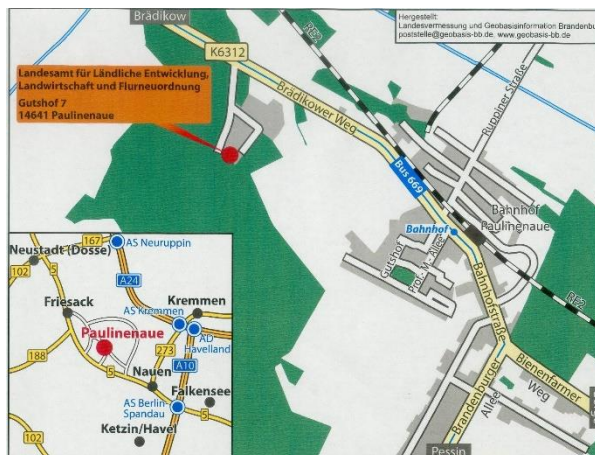 Brädikow
Hergestellt:
Landesvermessung und Geobasisinformation Brandenbu
poststelle@geobasis-bb.de, www.geobasis-bb.de
K6312
RE2
Landesamt für Ländliche Entwicklung,
Landwirtschaft und Flurneuordnung
Gutshof 7
14641 Paulinenaue
Brädikower Weg
Ruppiner Straße
Bus 669
Bahnhof
Bahnhof
Paulinenaue
Gutshof
Prof.-M.-Allee
Bahnhofstraße
RE2
Bienenfarmer
Weg
Brandenburger
Allee
Pessin
167
AS Neuruppin
Neustadt (Dosse)
102
5
A24
Friesack
AS Kremmen
Kremmen
Paulinenaue
AD
Havelland
188
273
A10
Nauen
5
Falkensee
AS Berlin
Spandau
5
102
Ketzin/Havel